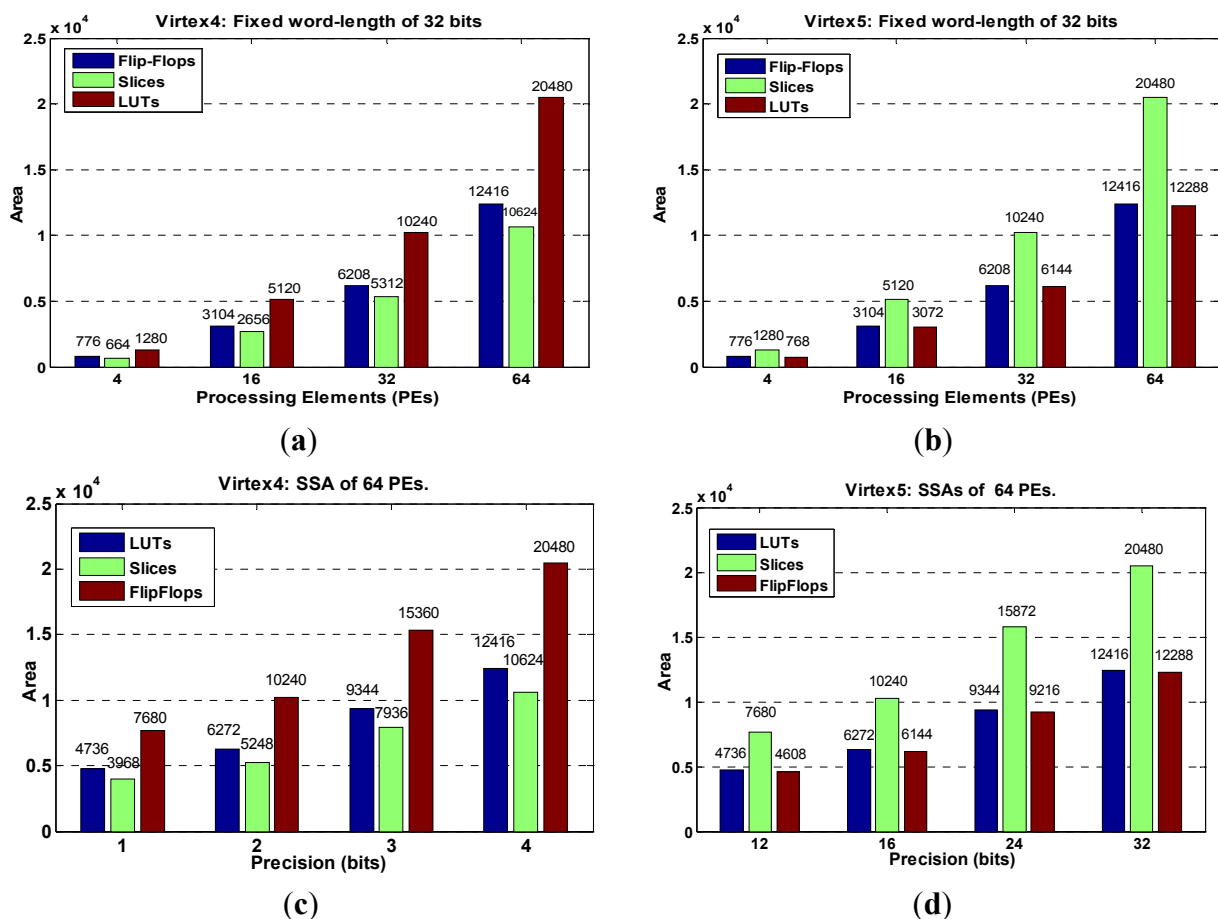 Virtex4: Fixed word-length of 32 bits
x 10^4
2.5
2
1.5
1
0.5
0
Area
Flip-Flops
Slices
LUTs
776 664 1280
3104 2656 5120
6208 5312 10240
12416 10624 20480
4 16 32 64
Processing Elements (PEs)
(a)
Virtex5: Fixed word-length of 32 bits
x 10^4
2.5
2
1.5
1
0.5
0
Area
Flip-Flops
Slices
LUTs
776 1280 768
3104 5120 3072
6208 10240 6144
12416 20480 12288
4 16 32 64
Processing Elements (PEs)
(b)
Virtex4: SSA of 64 PEs.
x 10^4
2.5
2
1.5
1
0.5
0
Area
LUTs
Slices
FlipFlops
4736 3968 7680
6272 5248 10240
9344 7936 15360
12416 10624 20480
1 2 3 4
Precision (bits)
(c)
Virtex5: SSAs of 64 PEs.
x 10^4
2.5
2
1.5
1
0.5
0
Area
LUTs
Slices
FlipFlops
4736 7680 4608
6272 10240 6144
9344 15872 9216
12416 20480 12288
12 16 24 32
Precision (bits)
(d)